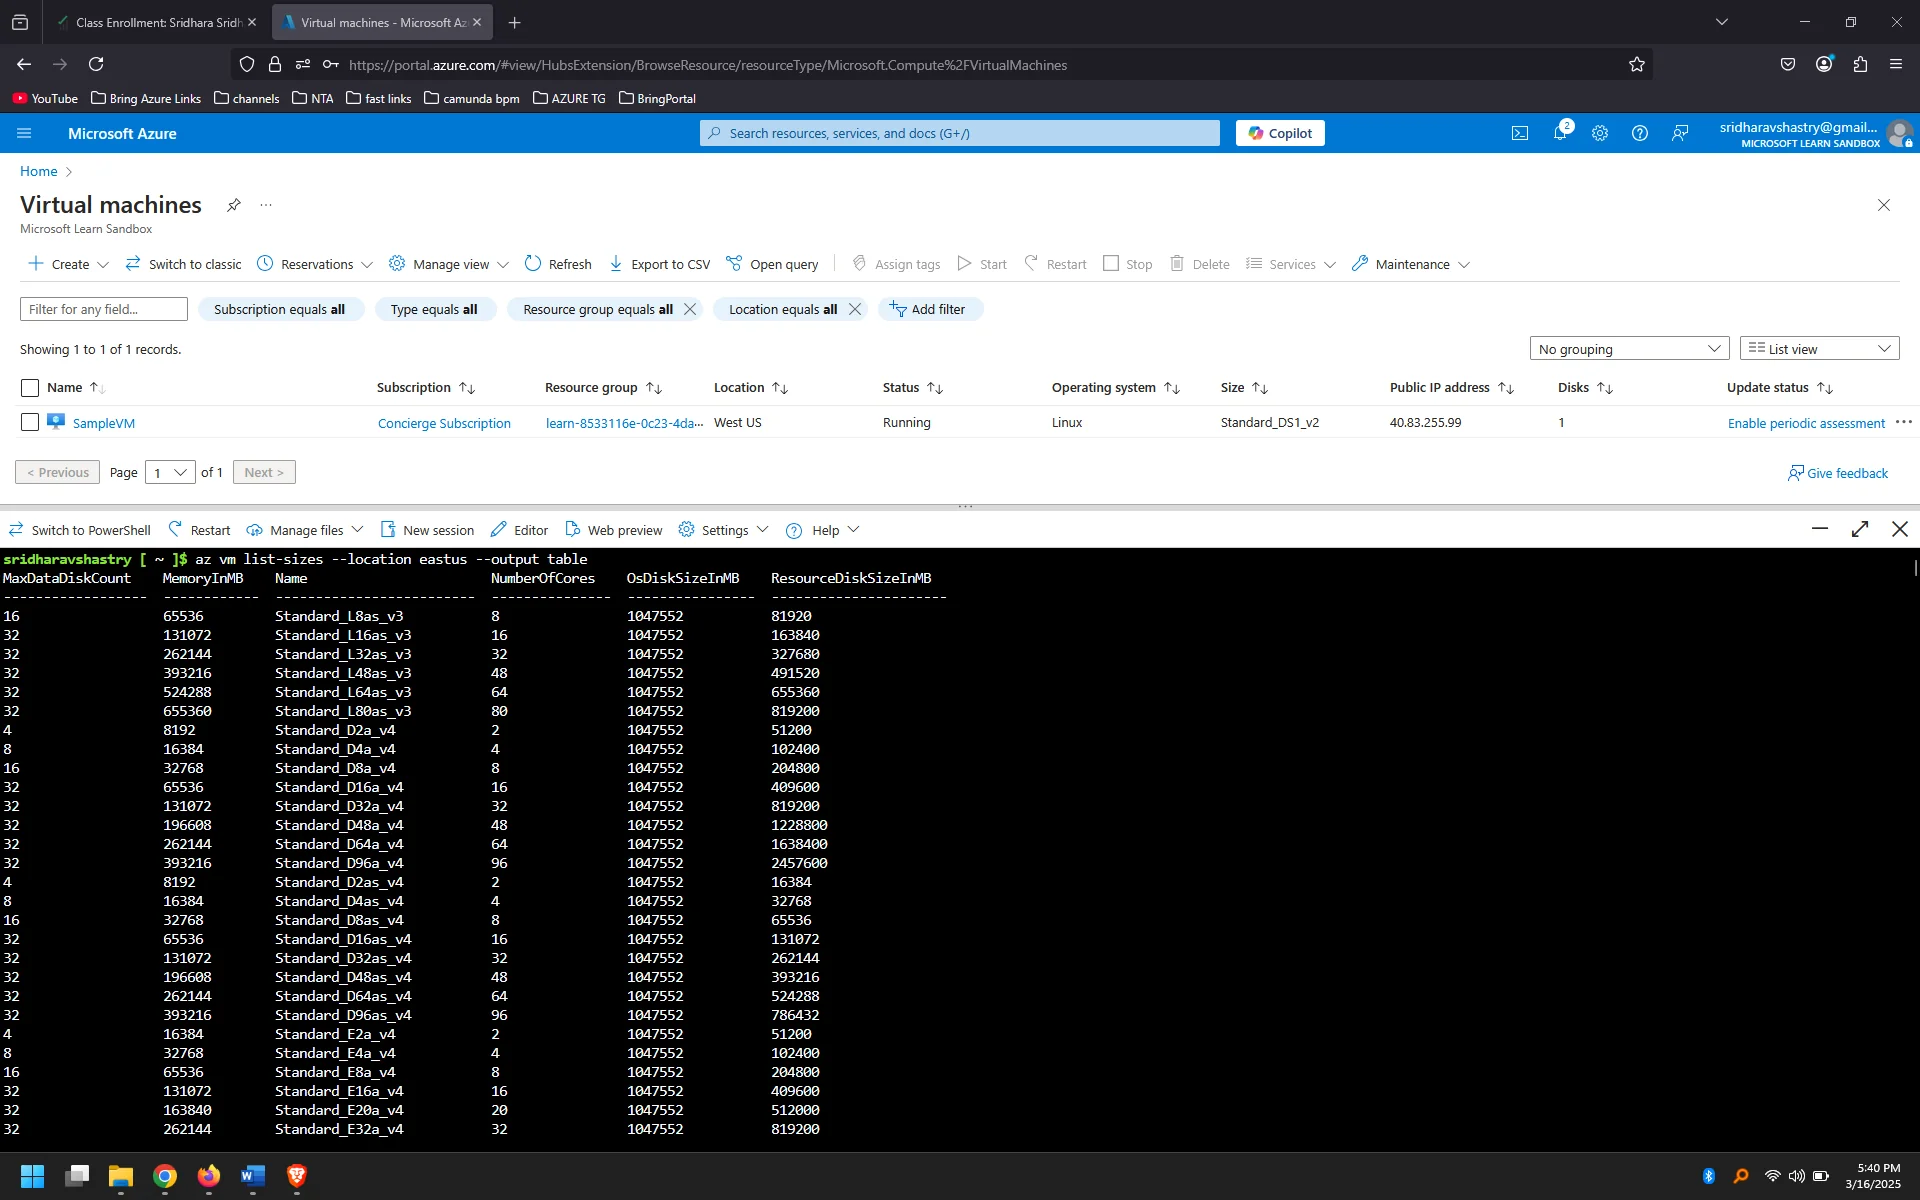 Class Enrollment: Sridhara Sridh
Virtual machines - Microsoft Az
https://portal.azure.com/#view/HubsExtension/BrowseResource/resourceType/Microsoft.Compute%2FVirtualMachines
YouTube Bring Azure Links channels NTA fast links camunda bpm AZURE TG BringPortal
Microsoft Azure Search resources, services, and docs (G+/) Copilot 2 sridharavshastry@gmail...
MICROSOFT LEARN SANDBOX
Home
Virtual machines
Microsoft Learn Sandbox
Create Switch to classic Reservations Manage view Refresh Export to CSV Open query Assign tags Start Restart Stop Delete Services Maintenance
Filter for any field... Subscription equals all Type equals all Resource group equals all Location equals all Add filter
Showing 1 to 1 of 1 records. No grouping List view
Name Subscription Resource group Location Status Operating system Size Public IP address Disks Update status
SampleVM Concierge Subscription learn-8533116e-0c23-4da... West US Running Linux Standard_DS1_v2 40.83.255.99 1 Enable periodic assessment
< Previous Page 1 of 1 Next > Give feedback
Switch to PowerShell Restart Manage files New session Editor Web preview Settings Help
sridharavshastry [ ~ ]$ az vm list-sizes --location eastus --output table
MaxDataDiskCount MemoryInMB Name NumberOfCores OsDiskSizeInMB ResourceDiskSizeInMB
------------------ ------------ ------------------------- --------------- ---------------- ----------------------
16 65536 Standard_L8as_v3 8 1047552 81920
32 131072 Standard_L16as_v3 16 1047552 163840
32 262144 Standard_L32as_v3 32 1047552 327680
32 393216 Standard_L48as_v3 48 1047552 491520
32 524288 Standard_L64as_v3 64 1047552 655360
32 655360 Standard_L80as_v3 80 1047552 819200
4 8192 Standard_D2a_v4 2 1047552 51200
8 16384 Standard_D4a_v4 4 1047552 102400
16 32768 Standard_D8a_v4 8 1047552 204800
32 65536 Standard_D16a_v4 16 1047552 409600
32 131072 Standard_D32a_v4 32 1047552 819200
32 196608 Standard_D48a_v4 48 1047552 1228800
32 262144 Standard_D64a_v4 64 1047552 1638400
32 393216 Standard_D96a_v4 96 1047552 2457600
4 8192 Standard_D2as_v4 2 1047552 16384
8 16384 Standard_D4as_v4 4 1047552 32768
16 32768 Standard_D8as_v4 8 1047552 65536
32 65536 Standard_D16as_v4 16 1047552 131072
32 131072 Standard_D32as_v4 32 1047552 262144
32 196608 Standard_D48as_v4 48 1047552 393216
32 262144 Standard_D64as_v4 64 1047552 524288
32 393216 Standard_D96as_v4 96 1047552 786432
4 16384 Standard_E2a_v4 2 1047552 51200
8 32768 Standard_E4a_v4 4 1047552 102400
16 65536 Standard_E8a_v4 8 1047552 204800
32 131072 Standard_E16a_v4 16 1047552 409600
32 163840 Standard_E20a_v4 20 1047552 512000
32 262144 Standard_E32a_v4 32 1047552 819200
5:40 PM
3/16/2025